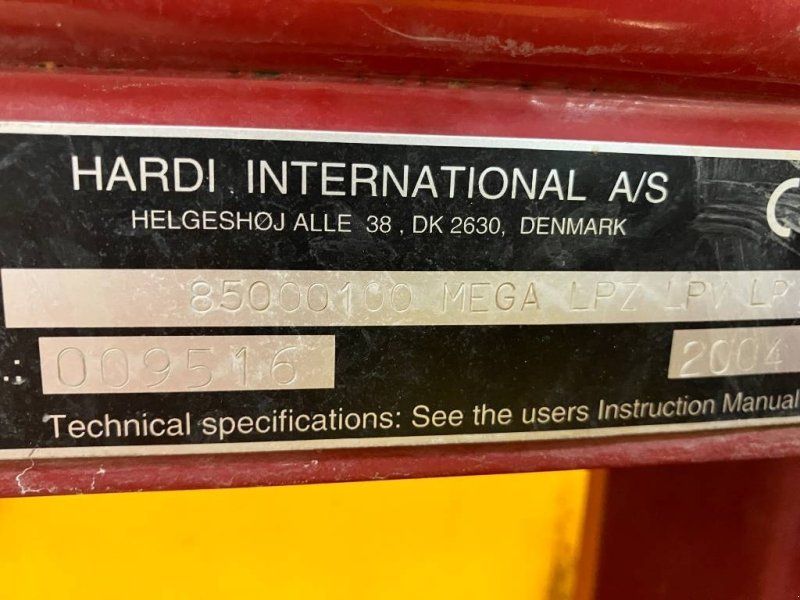 HARDI INTERNATIONAL A/S
HELGESHØJ ALLE 38, DK 2630, DENMARK
85000100 MEGA LPZ LPV LP
.: 009516 2004
Technical specifications: See the users Instruction Manual